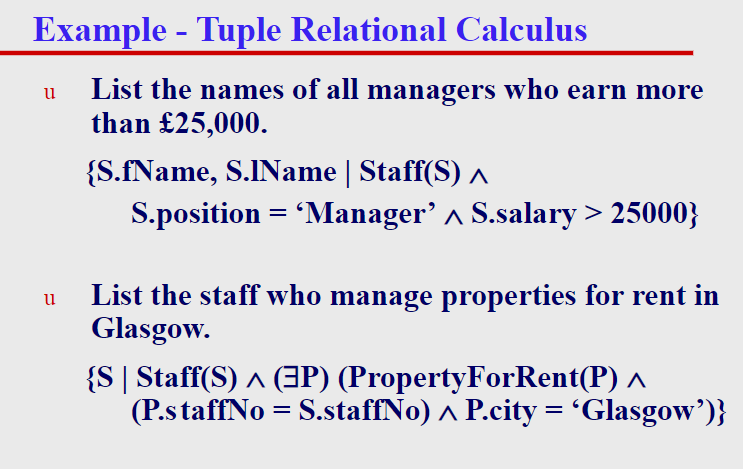 Example - Tuple Relational Calculus
u List the names of all managers who earn more
than £25,000.
{S.fName, S.lName | Staff(S) ∧
S.position = ‘Manager’ ∧ S.salary > 25000}
u List the staff who manage properties for rent in
Glasgow.
{S | Staff(S) ∧ (∃P) (PropertyForRent(P) ∧
(P.staffNo = S.staffNo) ∧ P.city = ‘Glasgow’)}